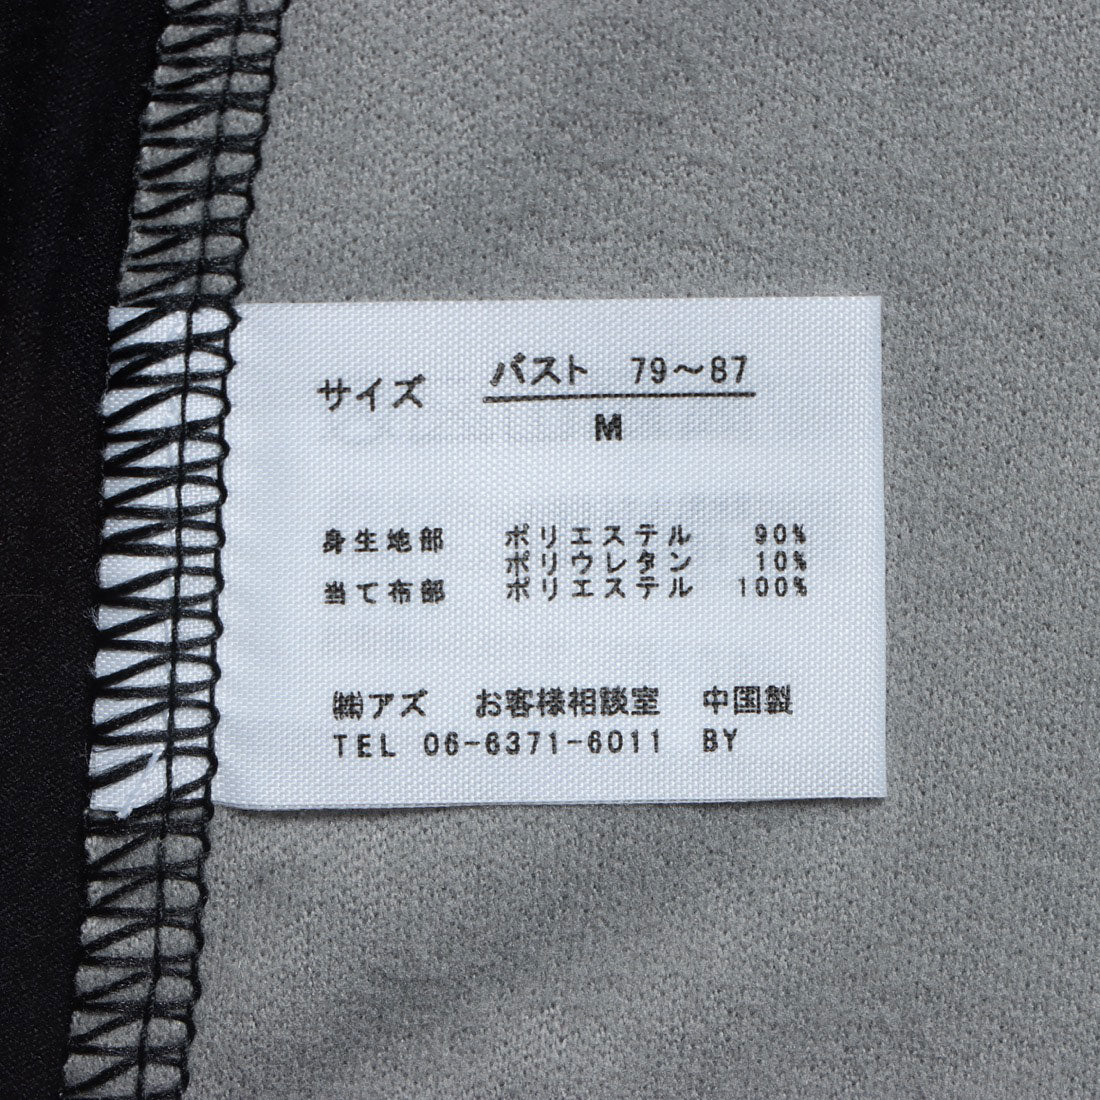 サイズ バスト 79〜87
M
身生地部 ポリエステル 90%
ポリウレタン 10%
当て布部 ポリエステル 100%
㈱アズ お客様相談室 中国製
TEL 06-6371-6011 BY